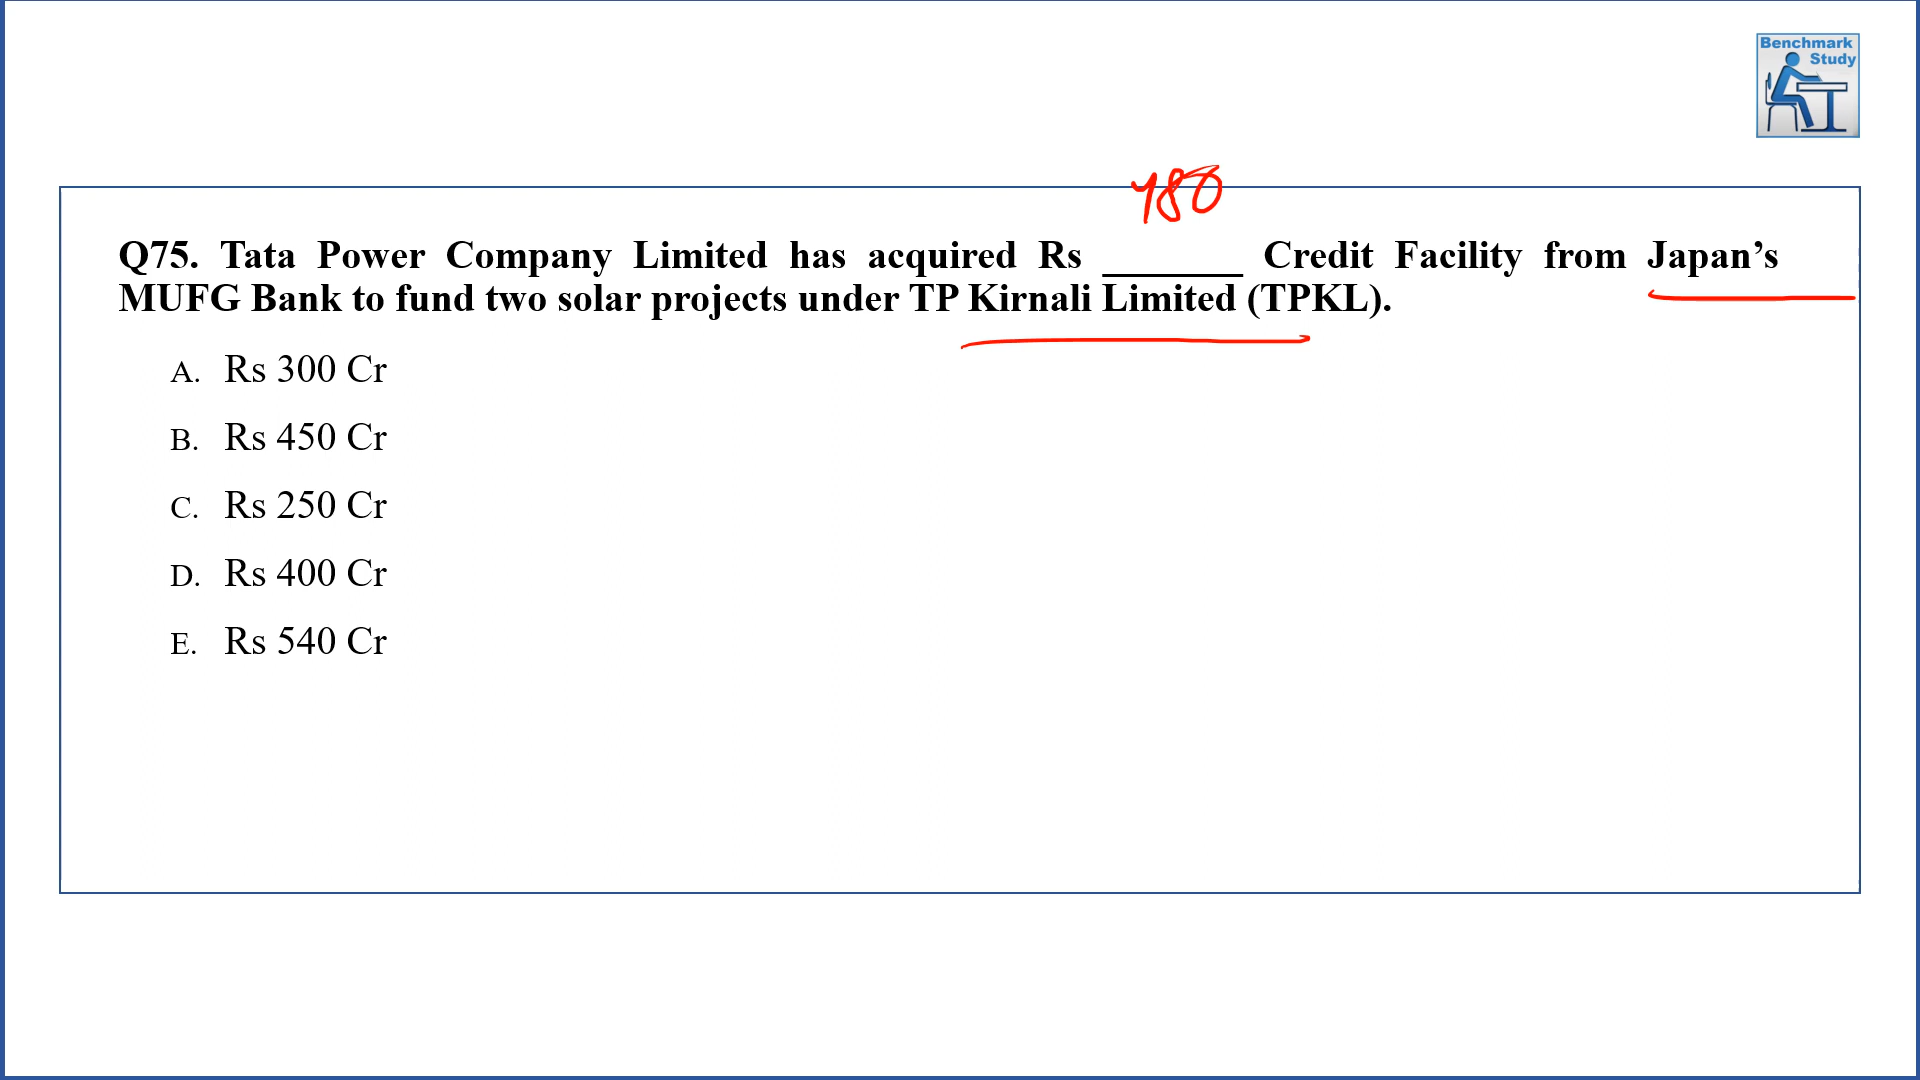 Benchmark
Study
480
Q75. Tata Power Company Limited has acquired Rs _______ Credit Facility from Japan’s
MUFG Bank to fund two solar projects under TP Kirnali Limited (TPKL).
A. Rs 300 Cr
B. Rs 450 Cr
C. Rs 250 Cr
D. Rs 400 Cr
E. Rs 540 Cr